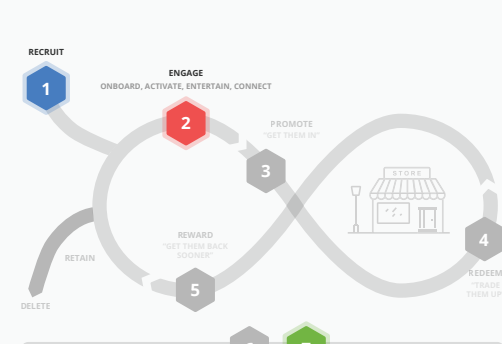 RECRUIT
1
ENGAGE
ONBOARD, ACTIVATE, ENTERTAIN, CONNECT
2
PROMOTE
"GET THEM IN"
3
STORE
4
REDEEM
"TRADE
THEM UP
REWARD
"GET THEM BACK
SOONER"
5
RETAIN
DELETE